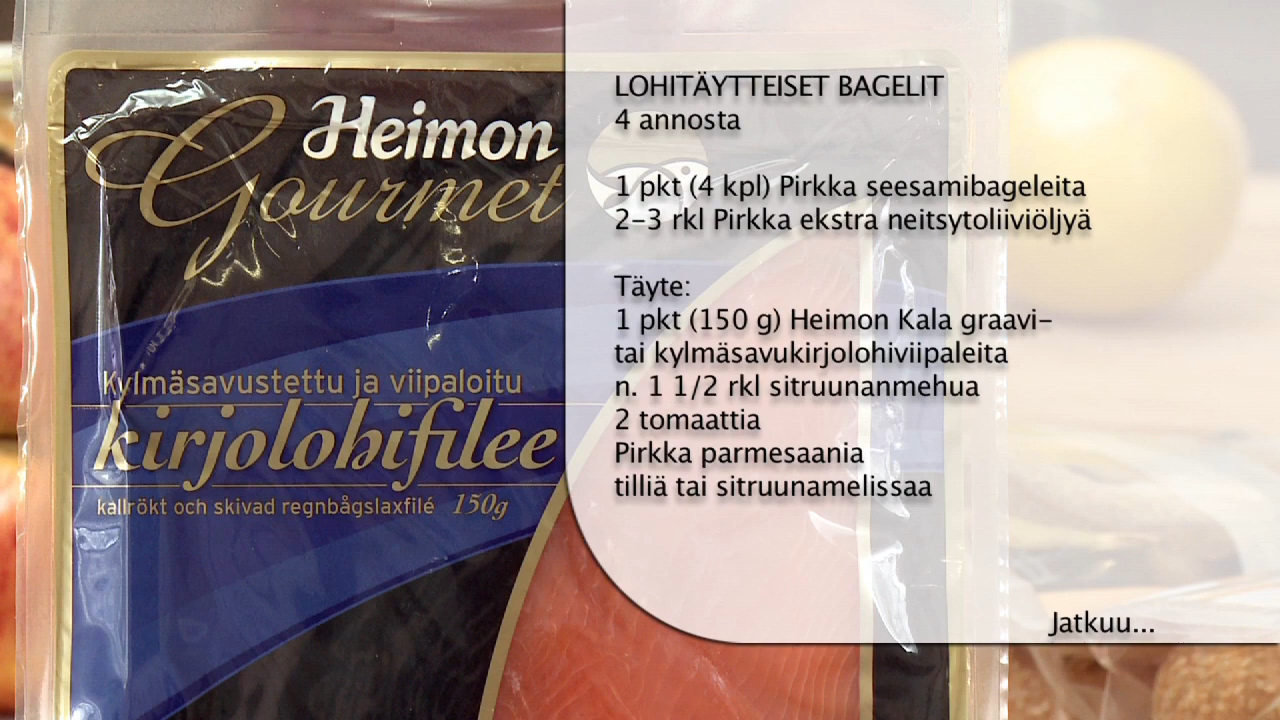 Heimon
Gourmet
Kylmäsavustettu ja viipaloitu
kirjolohifilee
kallrökt och skivad regnbågslaxfilé 150g
LOHITÄYTTEISET BAGELIT
4 annosta
1 pkt (4 kpl) Pirkka seesamibageleita
2-3 rkl Pirkka ekstra neitsytoliiviöljyä
Täyte:
1 pkt (150 g) Heimon Kala graavi-
tai kylmäsavukirjolohiviipaleita
n. 1 1/2 rkl sitruunanmehua
2 tomaattia
Pirkka parmesaania
tilliä tai sitruunamelissaa
Jatkuu...